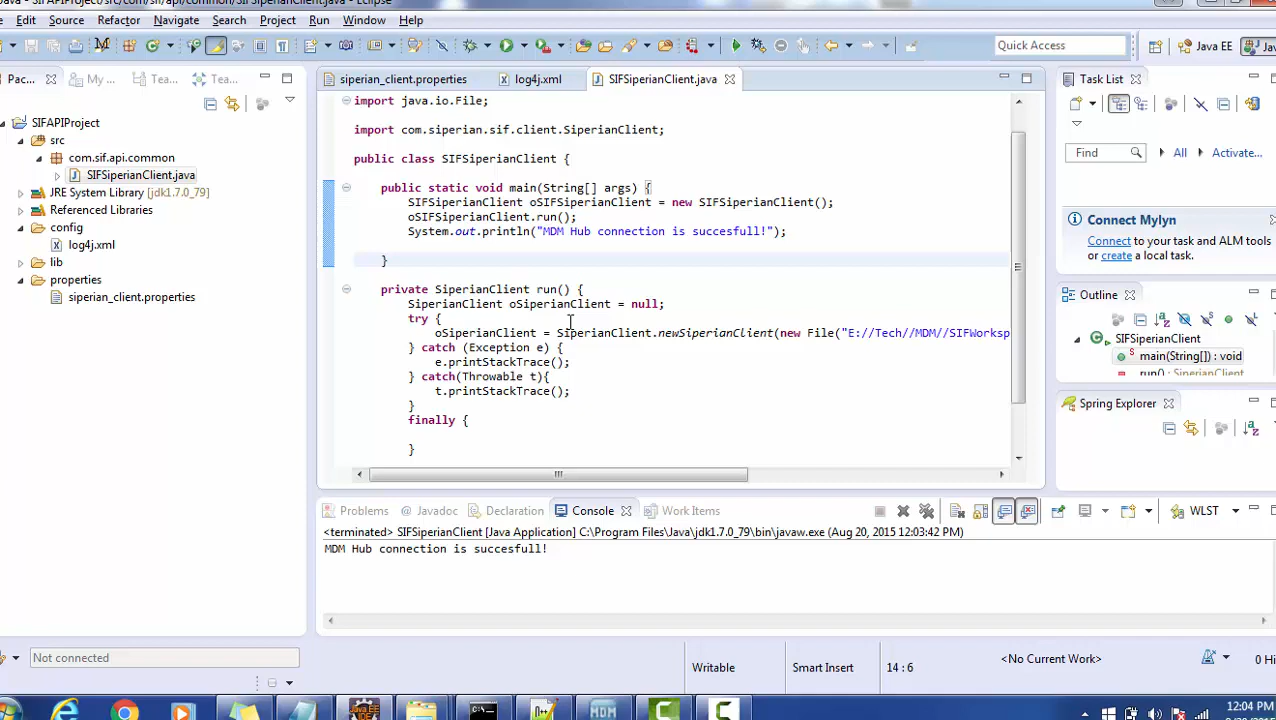 Java - SIFAPIProject/src/com/sif/api/common/SIFSiperianClient.java - Eclipse
Edit Source Refactor Navigate Search Project Run Window Help
Quick Access
Java EE
Pac...
My ...
Tea...
Tea...
siperian_client.properties
log4j.xml
SIFSiperianClient.java
Task List
Find
All
Activate...
Connect Mylyn
Connect to your task and ALM tools
or create a local task.
Outline
SIFSiperianClient
main(String[]) : void
run() : SiperianClient
Spring Explorer
SIFAPIProject
src
com.sif.api.common
SIFSiperianClient.java
JRE System Library [jdk1.7.0_79]
Referenced Libraries
config
log4j.xml
lib
properties
siperian_client.properties
import java.io.File;
import com.siperian.sif.client.SiperianClient;
public class SIFSiperianClient {
public static void main(String[] args) {
SIFSiperianClient oSIFSiperianClient = new SIFSiperianClient();
oSIFSiperianClient.run();
System.out.println("MDM Hub connection is succesfull!");
}
private SiperianClient run() {
SiperianClient oSiperianClient = null;
try {
oSiperianClient = SiperianClient.newSiperianClient(new File("E://Tech//MDM//SIFWorksp
} catch (Exception e) {
e.printStackTrace();
} catch(Throwable t){
t.printStackTrace();
}
finally {
}
Problems
Javadoc
Declaration
Console
Work Items
WLST
<terminated> SIFSiperianClient [Java Application] C:\Program Files\Java\jdk1.7.0_79\bin\javaw.exe (Aug 20, 2015 12:03:42 PM)
MDM Hub connection is succesfull!
Not connected
Writable
Smart Insert
14 : 6
<No Current Work>
0 Hi
12:04 PM